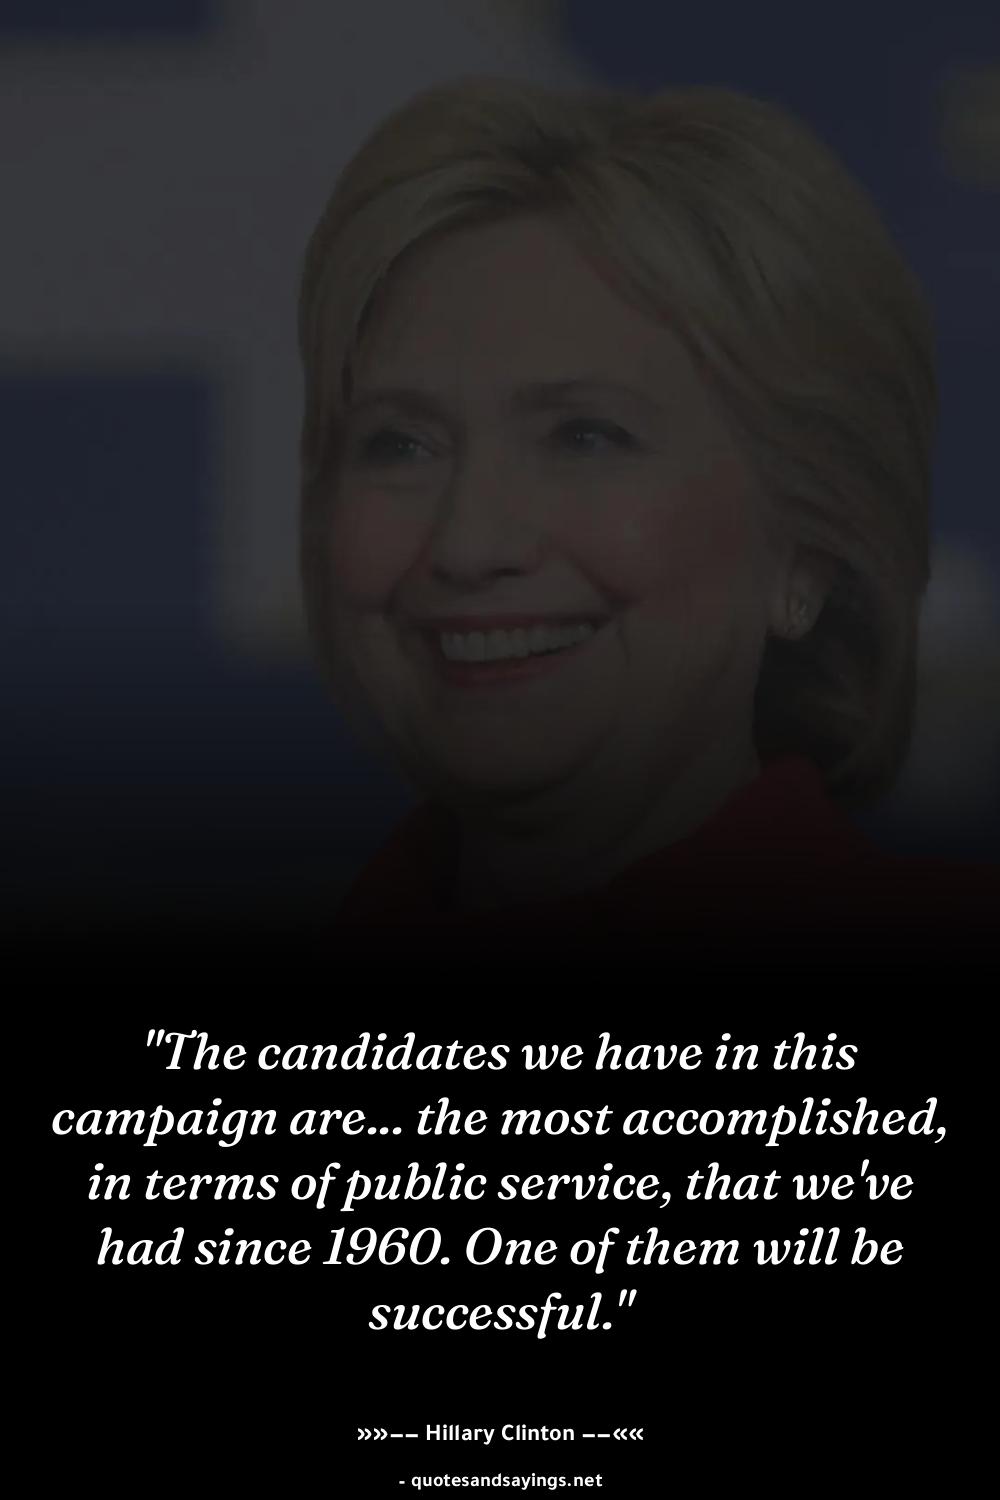 "The candidates we have in this
campaign are... the most accomplished,
in terms of public service, that we've
had since 1960. One of them will be
successful."
»»−− Hillary Clinton −−««
- quotesandsayings.net